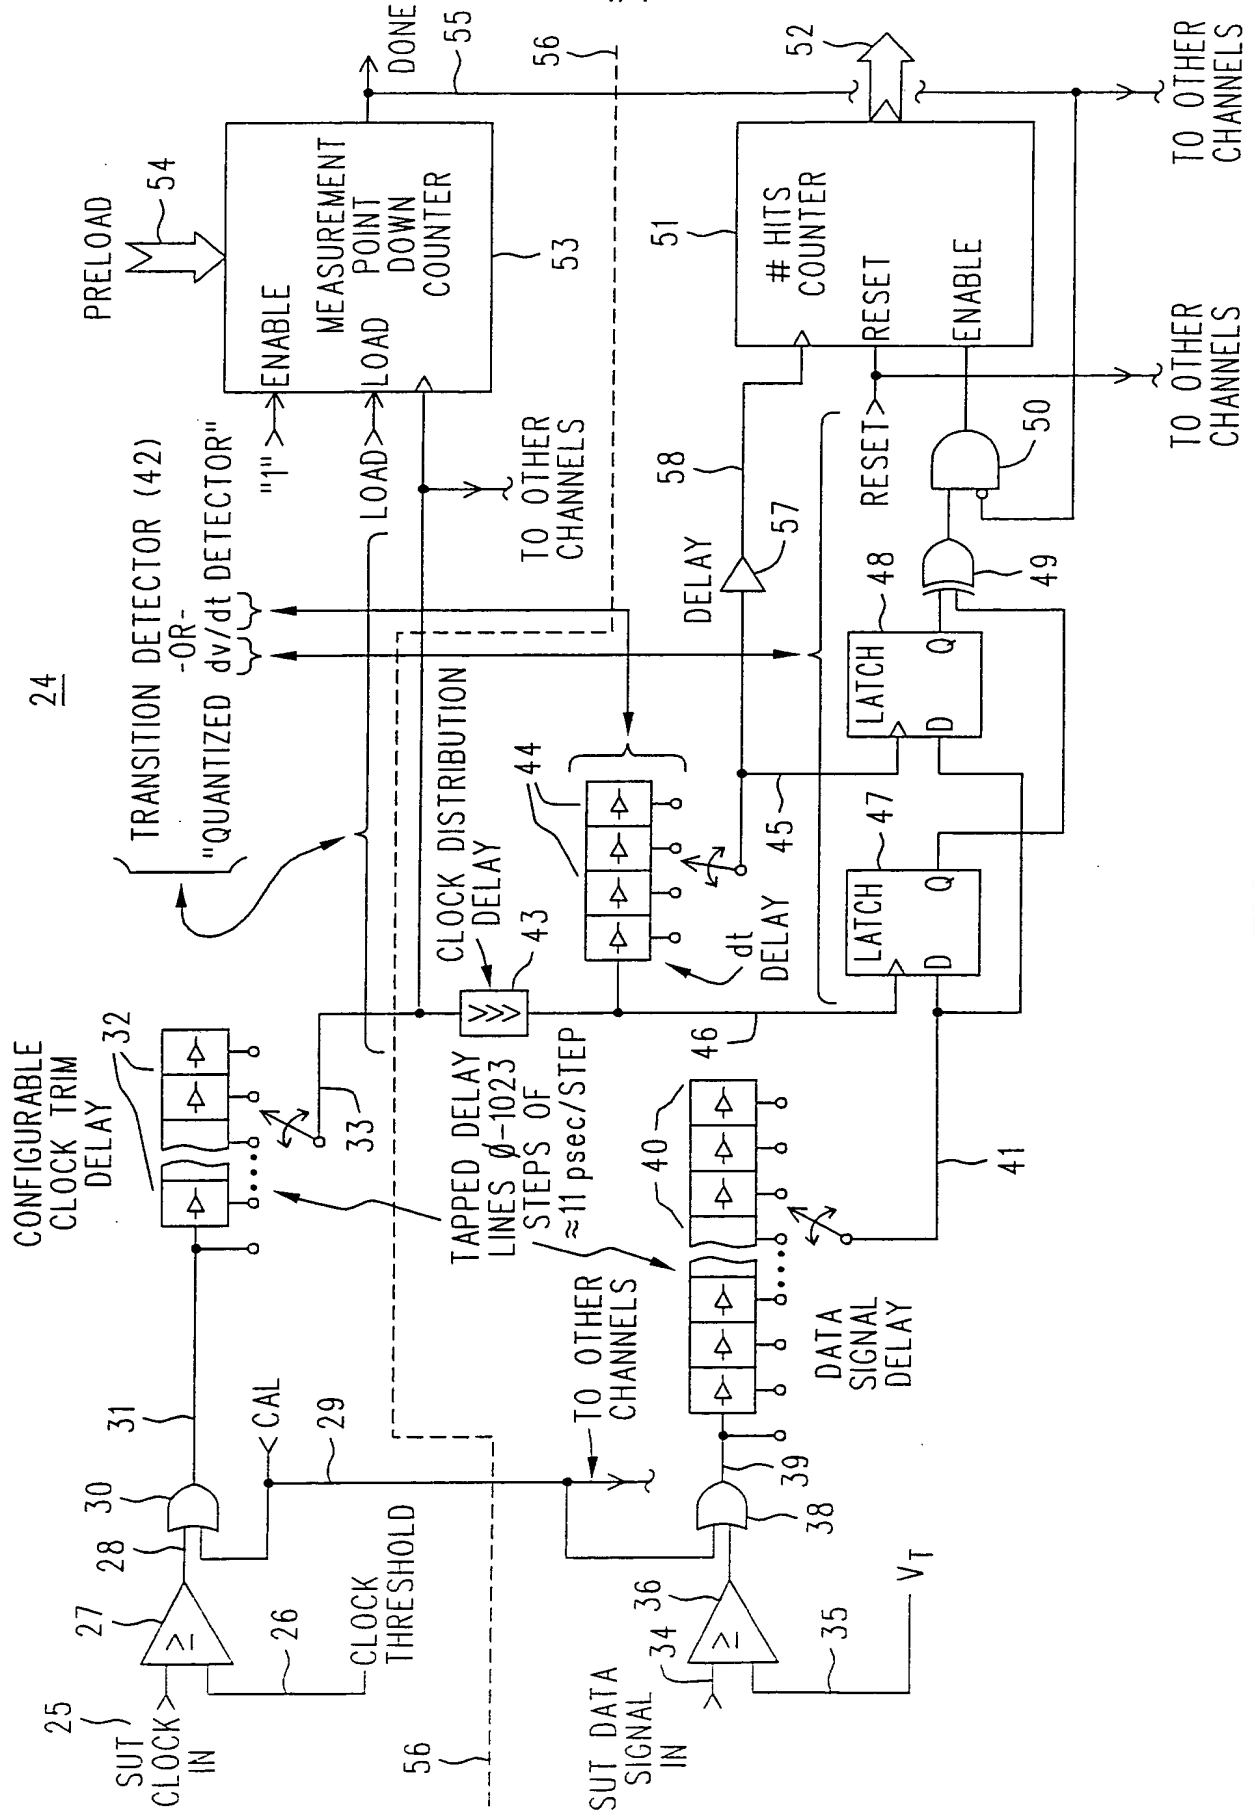 24
CONFIGURABLE
CLOCK TRIM
DELAY
32
33
SUT
CLOCK
IN
25
26
27
28
CLOCK
THRESHOLD
30
31
CAL
29
TO OTHER
CHANNELS
TRANSITION DETECTOR (42)
-OR-
"QUANTIZED dv/dt DETECTOR"
PRELOAD
54
"1"
ENABLE
LOAD
LOAD
MEASUREMENT
POINT
DOWN
COUNTER
53
DONE
55
56
TO OTHER
CHANNELS
CLOCK DISTRIBUTION
DELAY
43
TAPPED DELAY
LINES Ø-1023
STEPS OF
≈11 psec/STEP
44
dt
DELAY
45
46
DELAY
57
58
56
SUT DATA
SIGNAL
IN
34
35
VT
36
38
39
40
DATA
SIGNAL
DELAY
41
LATCH
D
Q
47
LATCH
D
Q
48
49
50
RESET
RESET
ENABLE
# HITS
COUNTER
51
52
TO OTHER
CHANNELS
TO OTHER
CHANNELS